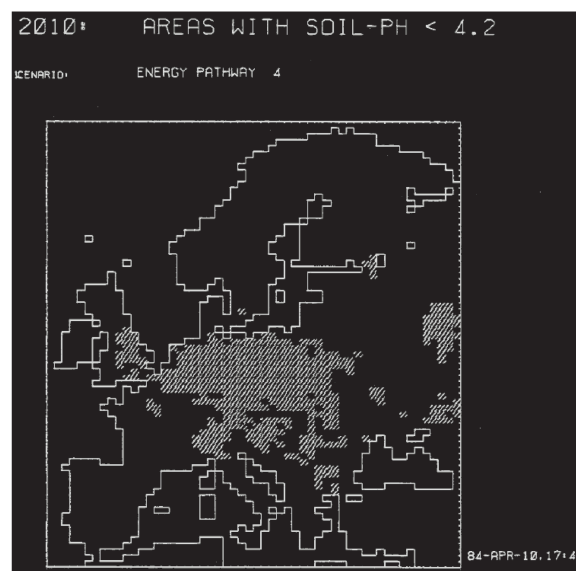 2010: AREAS WITH SOIL-PH < 4.2
SCENARIO: ENERGY PATHWAY 4
84-APR-10.17:4